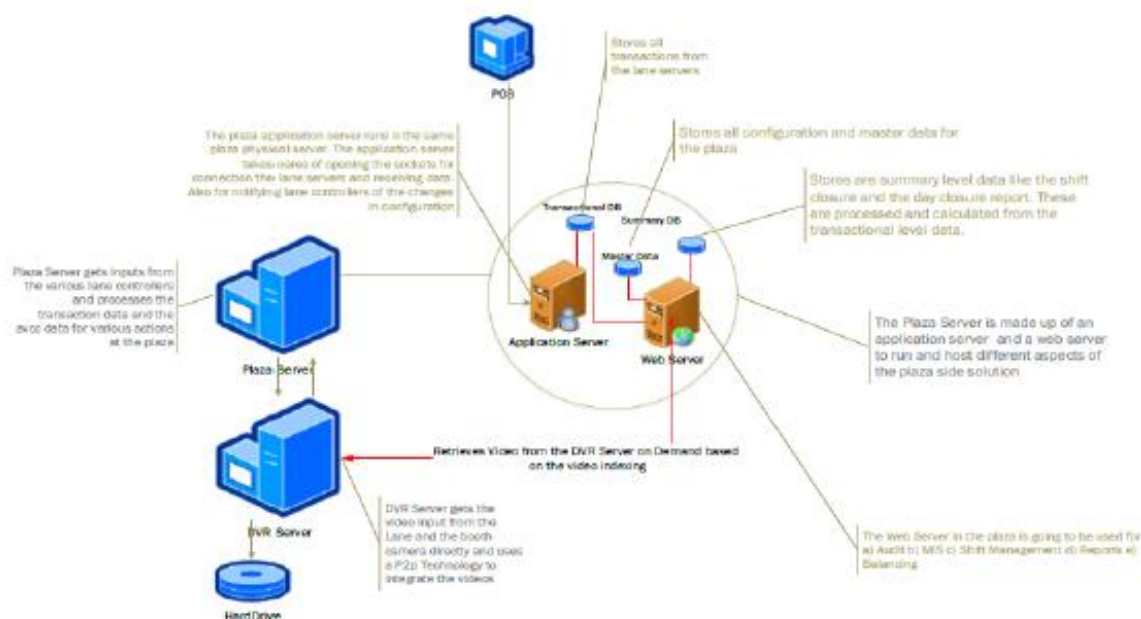 Stores all
transactions from
the lane servers
POS
The plaza application server runs in the same
plaza physical server. The application server
takes cares of opening the sockets for
connection the lane servers and receiving data.
Also for notifying lane controllers of the changes
in configuration
Stores all configuration and master data for
the plaza
Stores are summary level data like the shift
closure and the day closure report. These
are processed and calculated from the
transactional level data.
Transactional DB
Summary DB
Master Data
Plaza Server gets inputs from
the various lane controllers
and processes the
transaction data and the
avcc data for various actions
at the plaza
Application Server
Web Server
The Plaza Server is made up of an
application server and a web server
to run and host different aspects of
the plaza side solution
Plaza Server
Retrieves Video from the DVR Server on Demand based
on the video indexing
DVR Server gets the
video input from the
Lane and the booth
camera directly and uses
a P2p Technology to
integrate the videos
DVR Server
The Web Server in the plaza is going to be used for
a) Audit b) MIS c) Shift Management d) Reports e)
Balancing
HardDrive